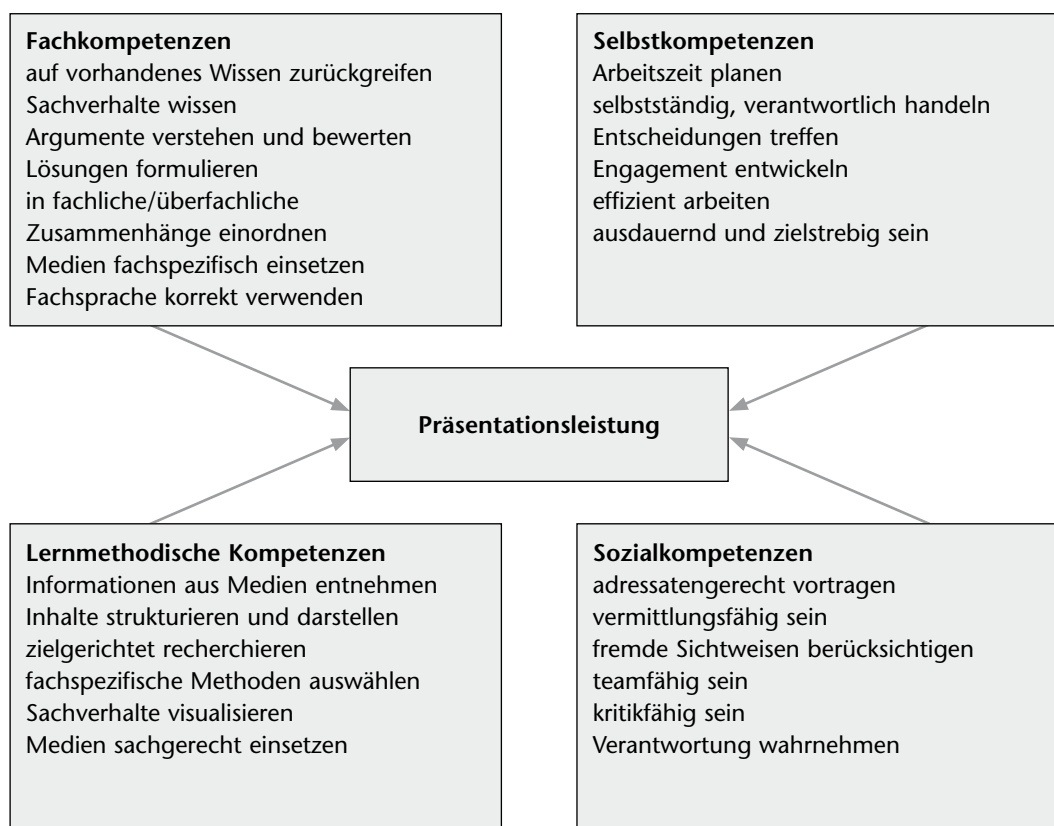 Fachkompetenzen
auf vorhandenes Wissen zurückgreifen
Sachverhalte wissen
Argumente verstehen und bewerten
Lösungen formulieren
in fachliche/überfachliche
Zusammenhänge einordnen
Medien fachspezifisch einsetzen
Fachsprache korrekt verwenden
Selbstkompetenzen
Arbeitszeit planen
selbstständig, verantwortlich handeln
Entscheidungen treffen
Engagement entwickeln
effizient arbeiten
ausdauernd und zielstrebig sein
Präsentationsleistung
Lernmethodische Kompetenzen
Informationen aus Medien entnehmen
Inhalte strukturieren und darstellen
zielgerichtet recherchieren
fachspezifische Methoden auswählen
Sachverhalte visualisieren
Medien sachgerecht einsetzen
Sozialkompetenzen
adressatengerecht vortragen
vermittlungsfähig sein
fremde Sichtweisen berücksichtigen
teamfähig sein
kritikfähig sein
Verantwortung wahrnehmen